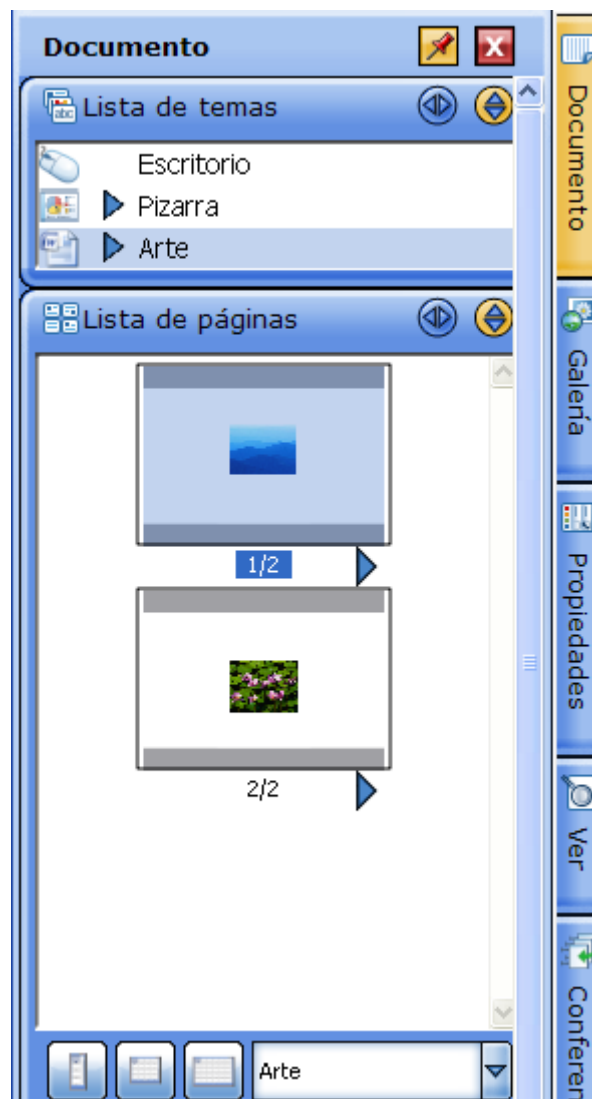 Documento
Lista de temas
Escritorio
Pizarra
Arte
Lista de páginas
1/2
2/2
Arte
Documento
Galería
Propiedades
Ver
Conferen